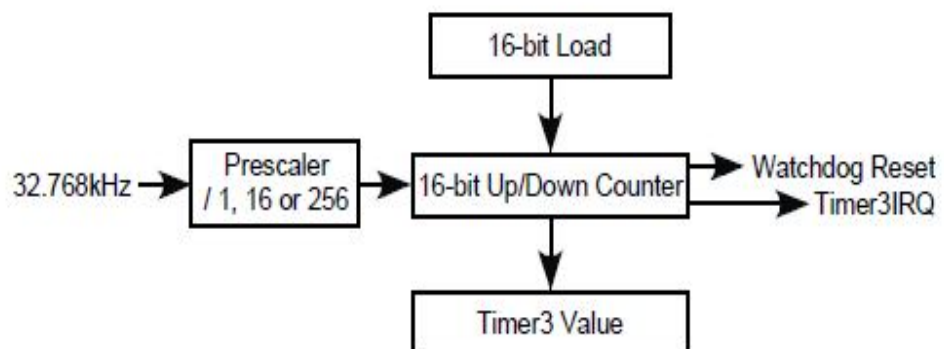 16-bit Load
32.768kHz
Prescaler
/ 1, 16 or 256
16-bit Up/Down Counter
Watchdog Reset
Timer3IRQ
Timer3 Value